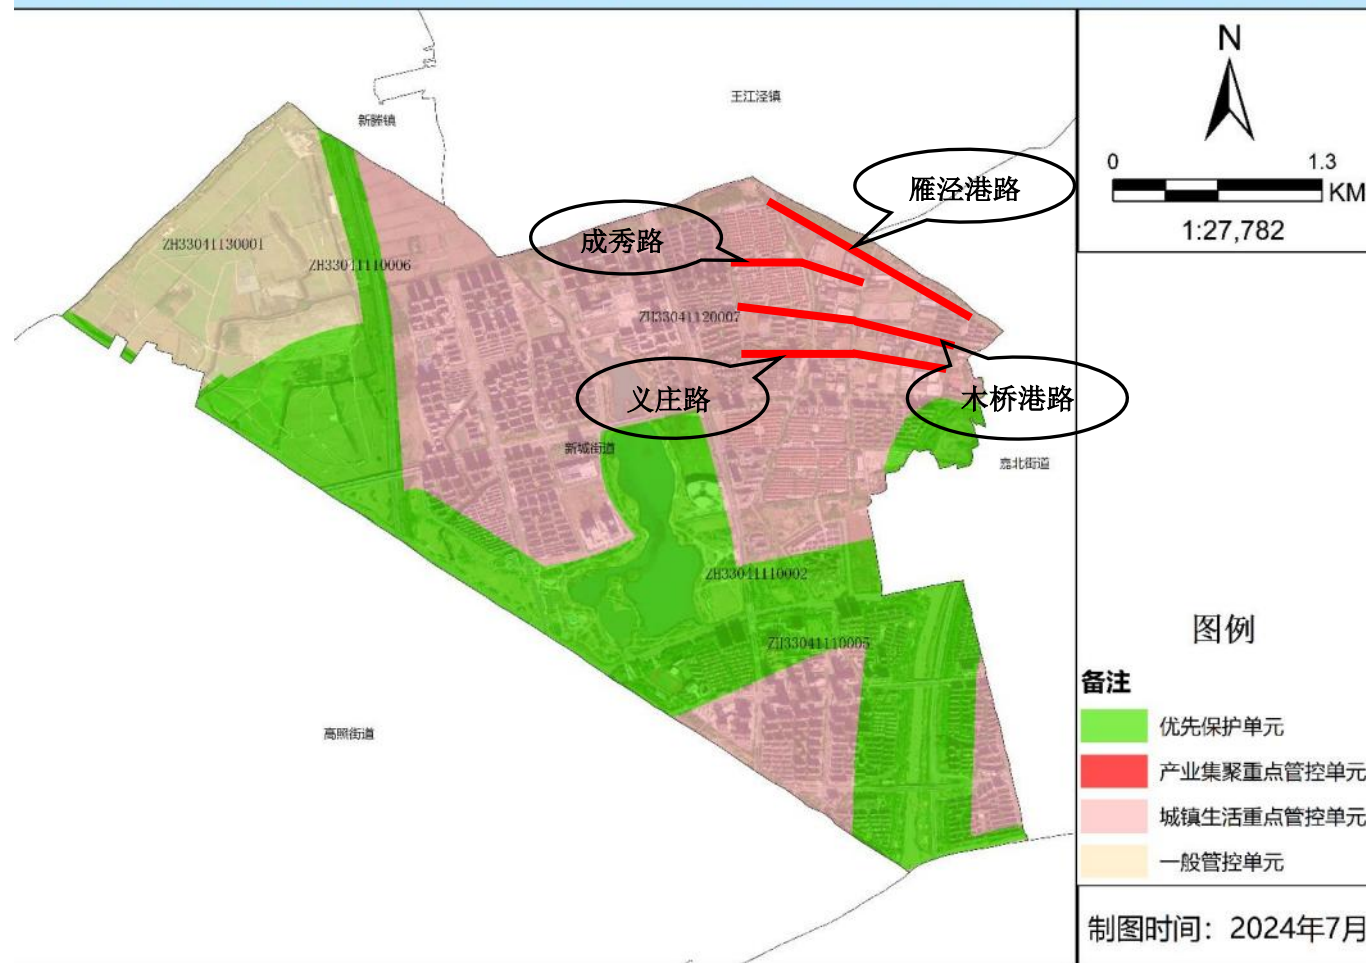 N
0 1.3
KM
1:27,782
王江泾镇
新塍镇
雁泾港路
成秀路
ZH33041130001
ZH33041110006
ZH33041120007
义庄路
木桥港路
新城街道
嘉北街道
ZH33041110002
ZH33041110005
高照街道
图例
备注
优先保护单元
产业集聚重点管控单元
城镇生活重点管控单元
一般管控单元
制图时间：2024年7月